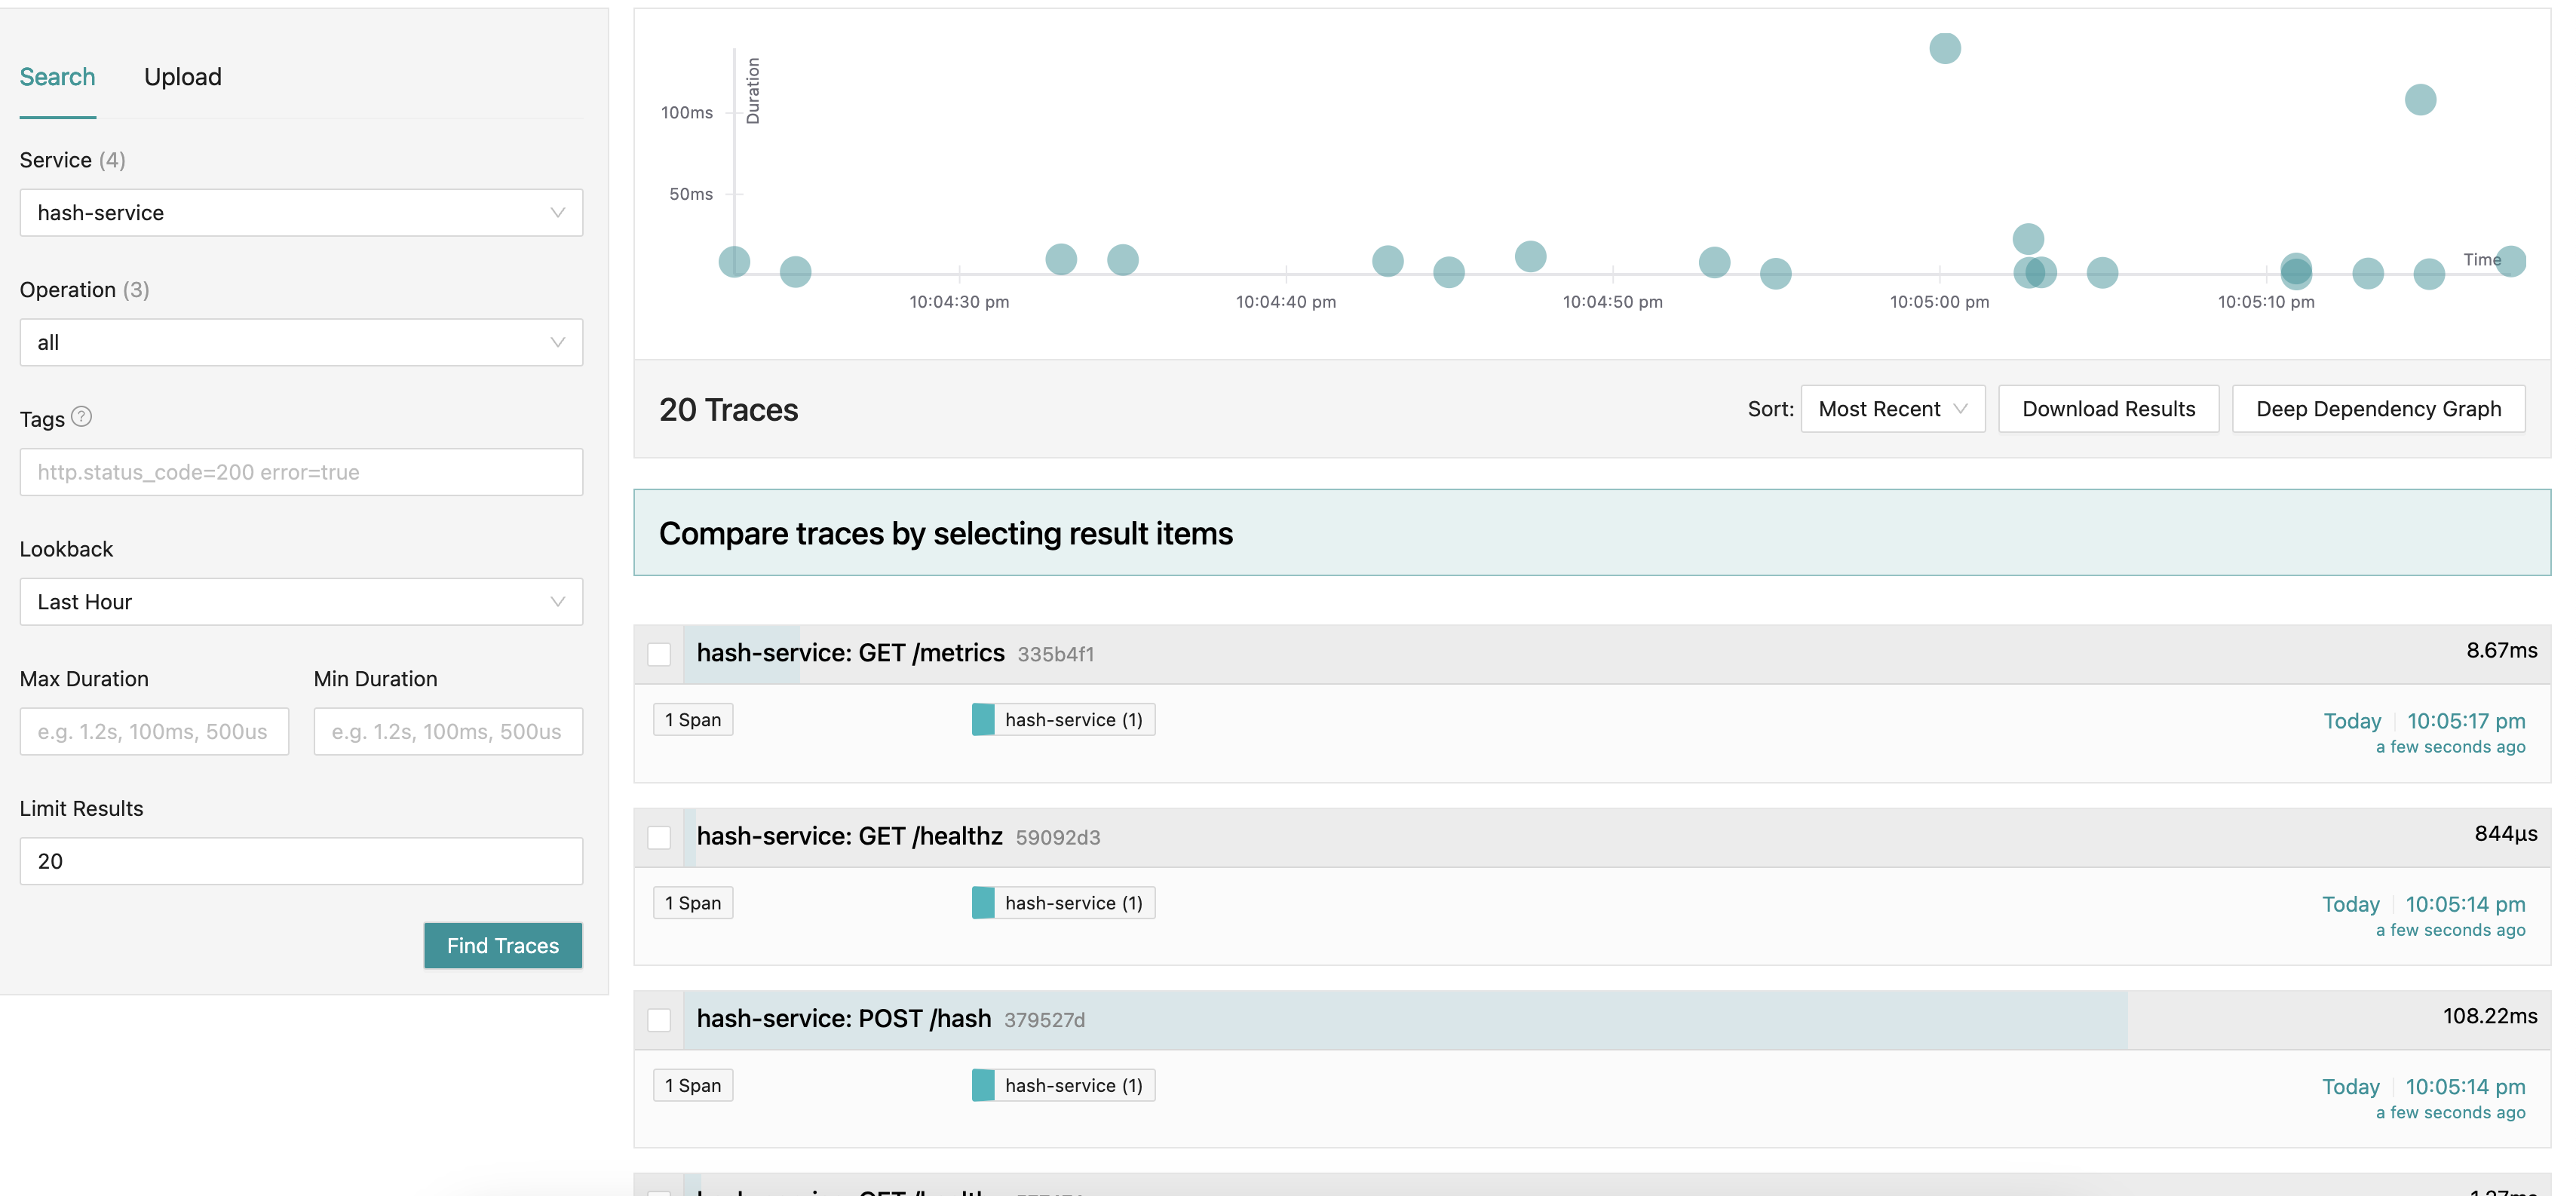 Search
Upload
Service (4)
hash-service
Operation (3)
all
Tags ?
http.status_code=200 error=true
Lookback
Last Hour
Max Duration
Min Duration
e.g. 1.2s, 100ms, 500us
e.g. 1.2s, 100ms, 500us
Limit Results
20
Find Traces
Duration
100ms
50ms
Time
10:04:30 pm
10:04:40 pm
10:04:50 pm
10:05:00 pm
10:05:10 pm
20 Traces
Sort: Most Recent
Download Results
Deep Dependency Graph
Compare traces by selecting result items
hash-service: GET /metrics 335b4f1
8.67ms
1 Span
hash-service (1)
Today 10:05:17 pm
a few seconds ago
hash-service: GET /healthz 59092d3
844μs
1 Span
hash-service (1)
Today 10:05:14 pm
a few seconds ago
hash-service: POST /hash 379527d
108.22ms
1 Span
hash-service (1)
Today 10:05:14 pm
a few seconds ago
hash-service: GET /healthz